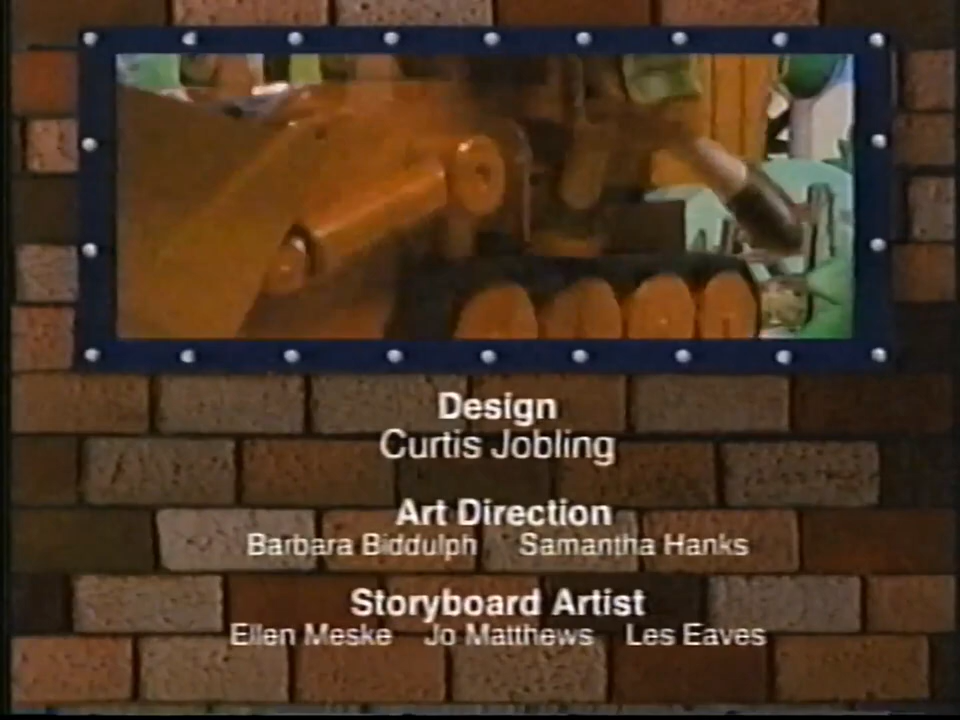 Design
Curtis Jobling
Art Direction
Barbara Biddulph Samantha Hanks
Storyboard Artist
Ellen Meske Jo Matthews Les Eaves